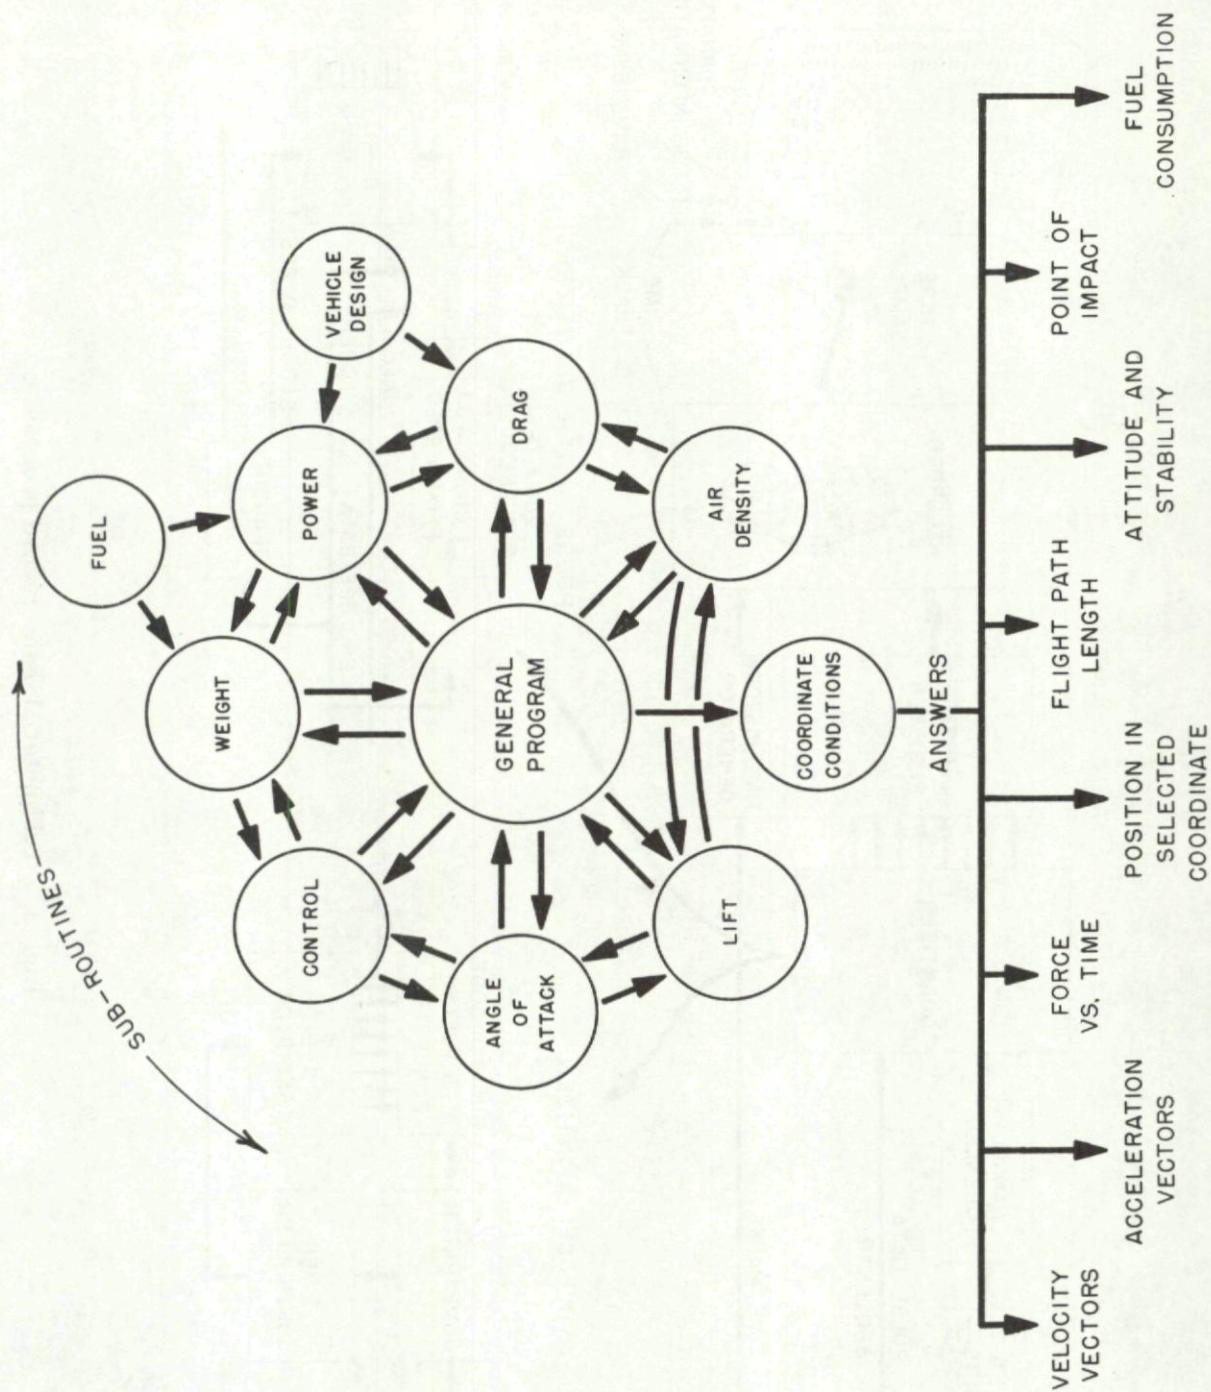 SUB-ROUTINES
FUEL
WEIGHT
POWER
VEHICLE
DESIGN
CONTROL
GENERAL
PROGRAM
DRAG
ANGLE
OF
ATTACK
LIFT
AIR
DENSITY
COORDINATE
CONDITIONS
ANSWERS
VELOCITY
VECTORS
ACCELERATION
VECTORS
FORCE
VS. TIME
POSITION IN
SELECTED
COORDINATE
FLIGHT PATH
LENGTH
ATTITUDE AND
STABILITY
POINT OF
IMPACT
FUEL
CONSUMPTION